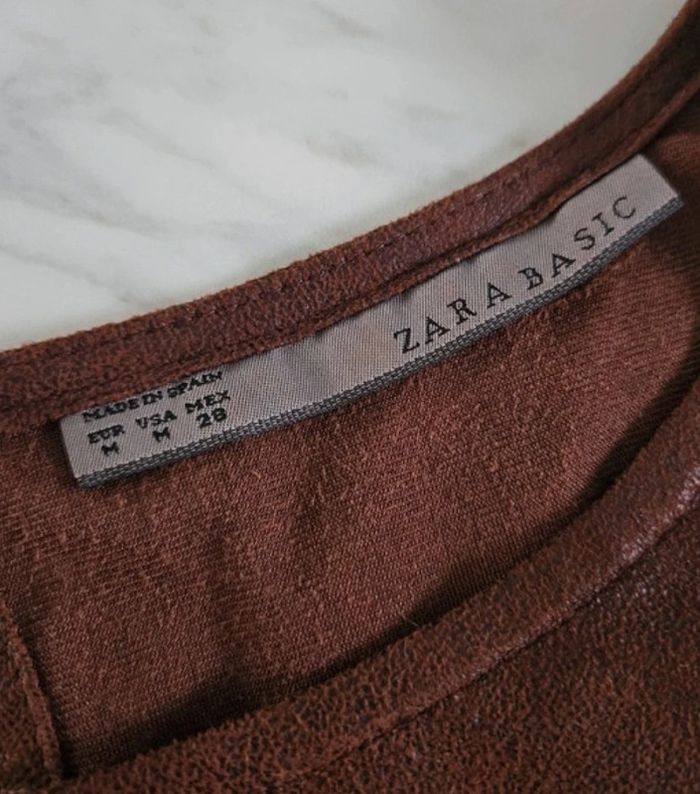 ZARA BASIC
MADE IN SPAIN
EUR USA MEX
M M 28